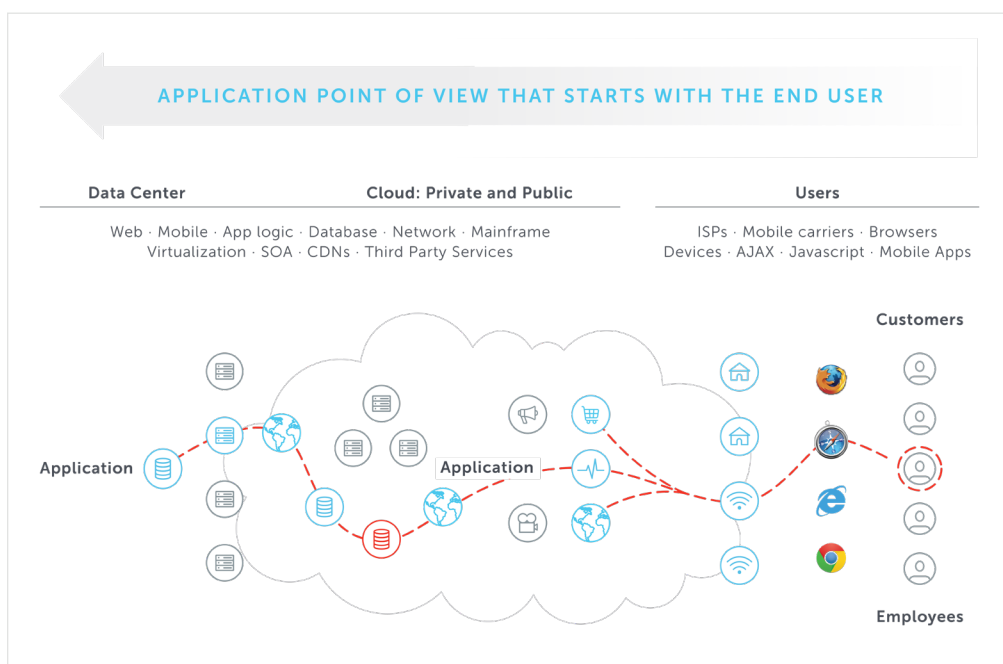 APPLICATION POINT OF VIEW THAT STARTS WITH THE END USER
Data Center
Cloud: Private and Public
Users
Web · Mobile · App logic · Database · Network · Mainframe
Virtualization · SOA · CDNs · Third Party Services
ISPs · Mobile carriers · Browsers
Devices · AJAX · Javascript · Mobile Apps
Customers
Application
Application
Employees